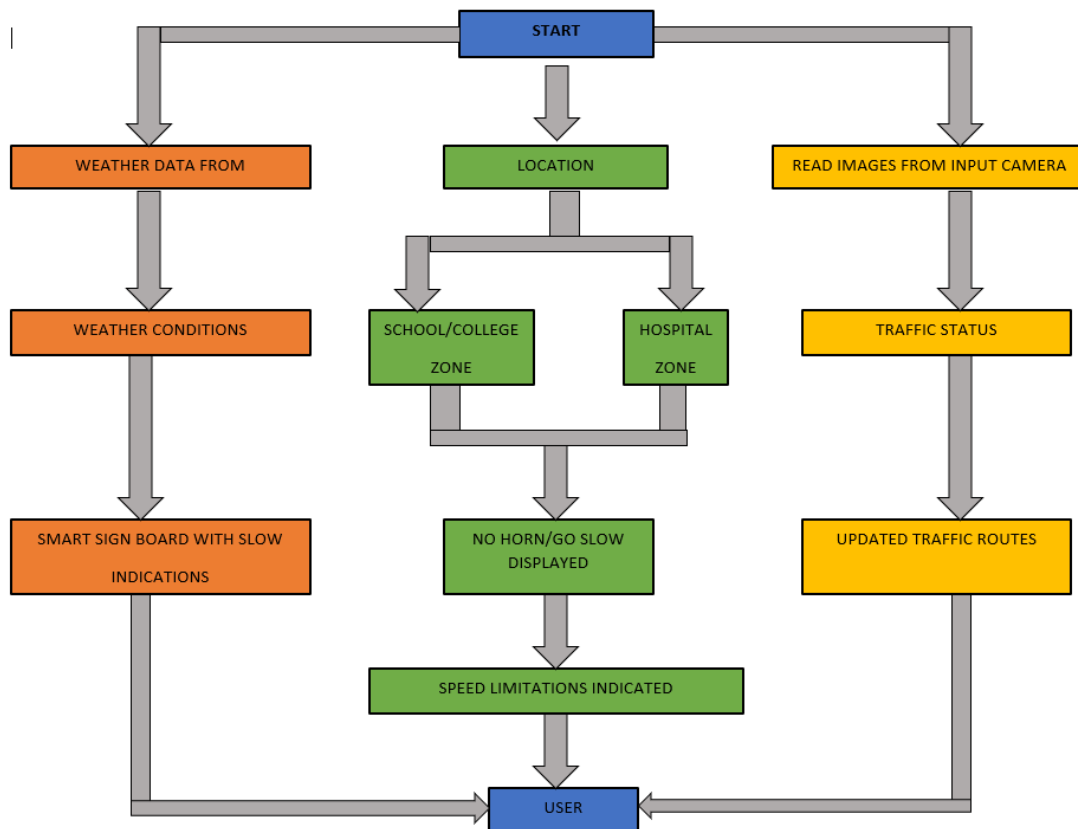 START
WEATHER DATA FROM
LOCATION
READ IMAGES FROM INPUT CAMERA
WEATHER CONDITIONS
SCHOOL/COLLEGE
ZONE
HOSPITAL
ZONE
TRAFFIC STATUS
SMART SIGN BOARD WITH SLOW
INDICATIONS
NO HORN/GO SLOW
DISPLAYED
UPDATED TRAFFIC ROUTES
SPEED LIMITATIONS INDICATED
USER